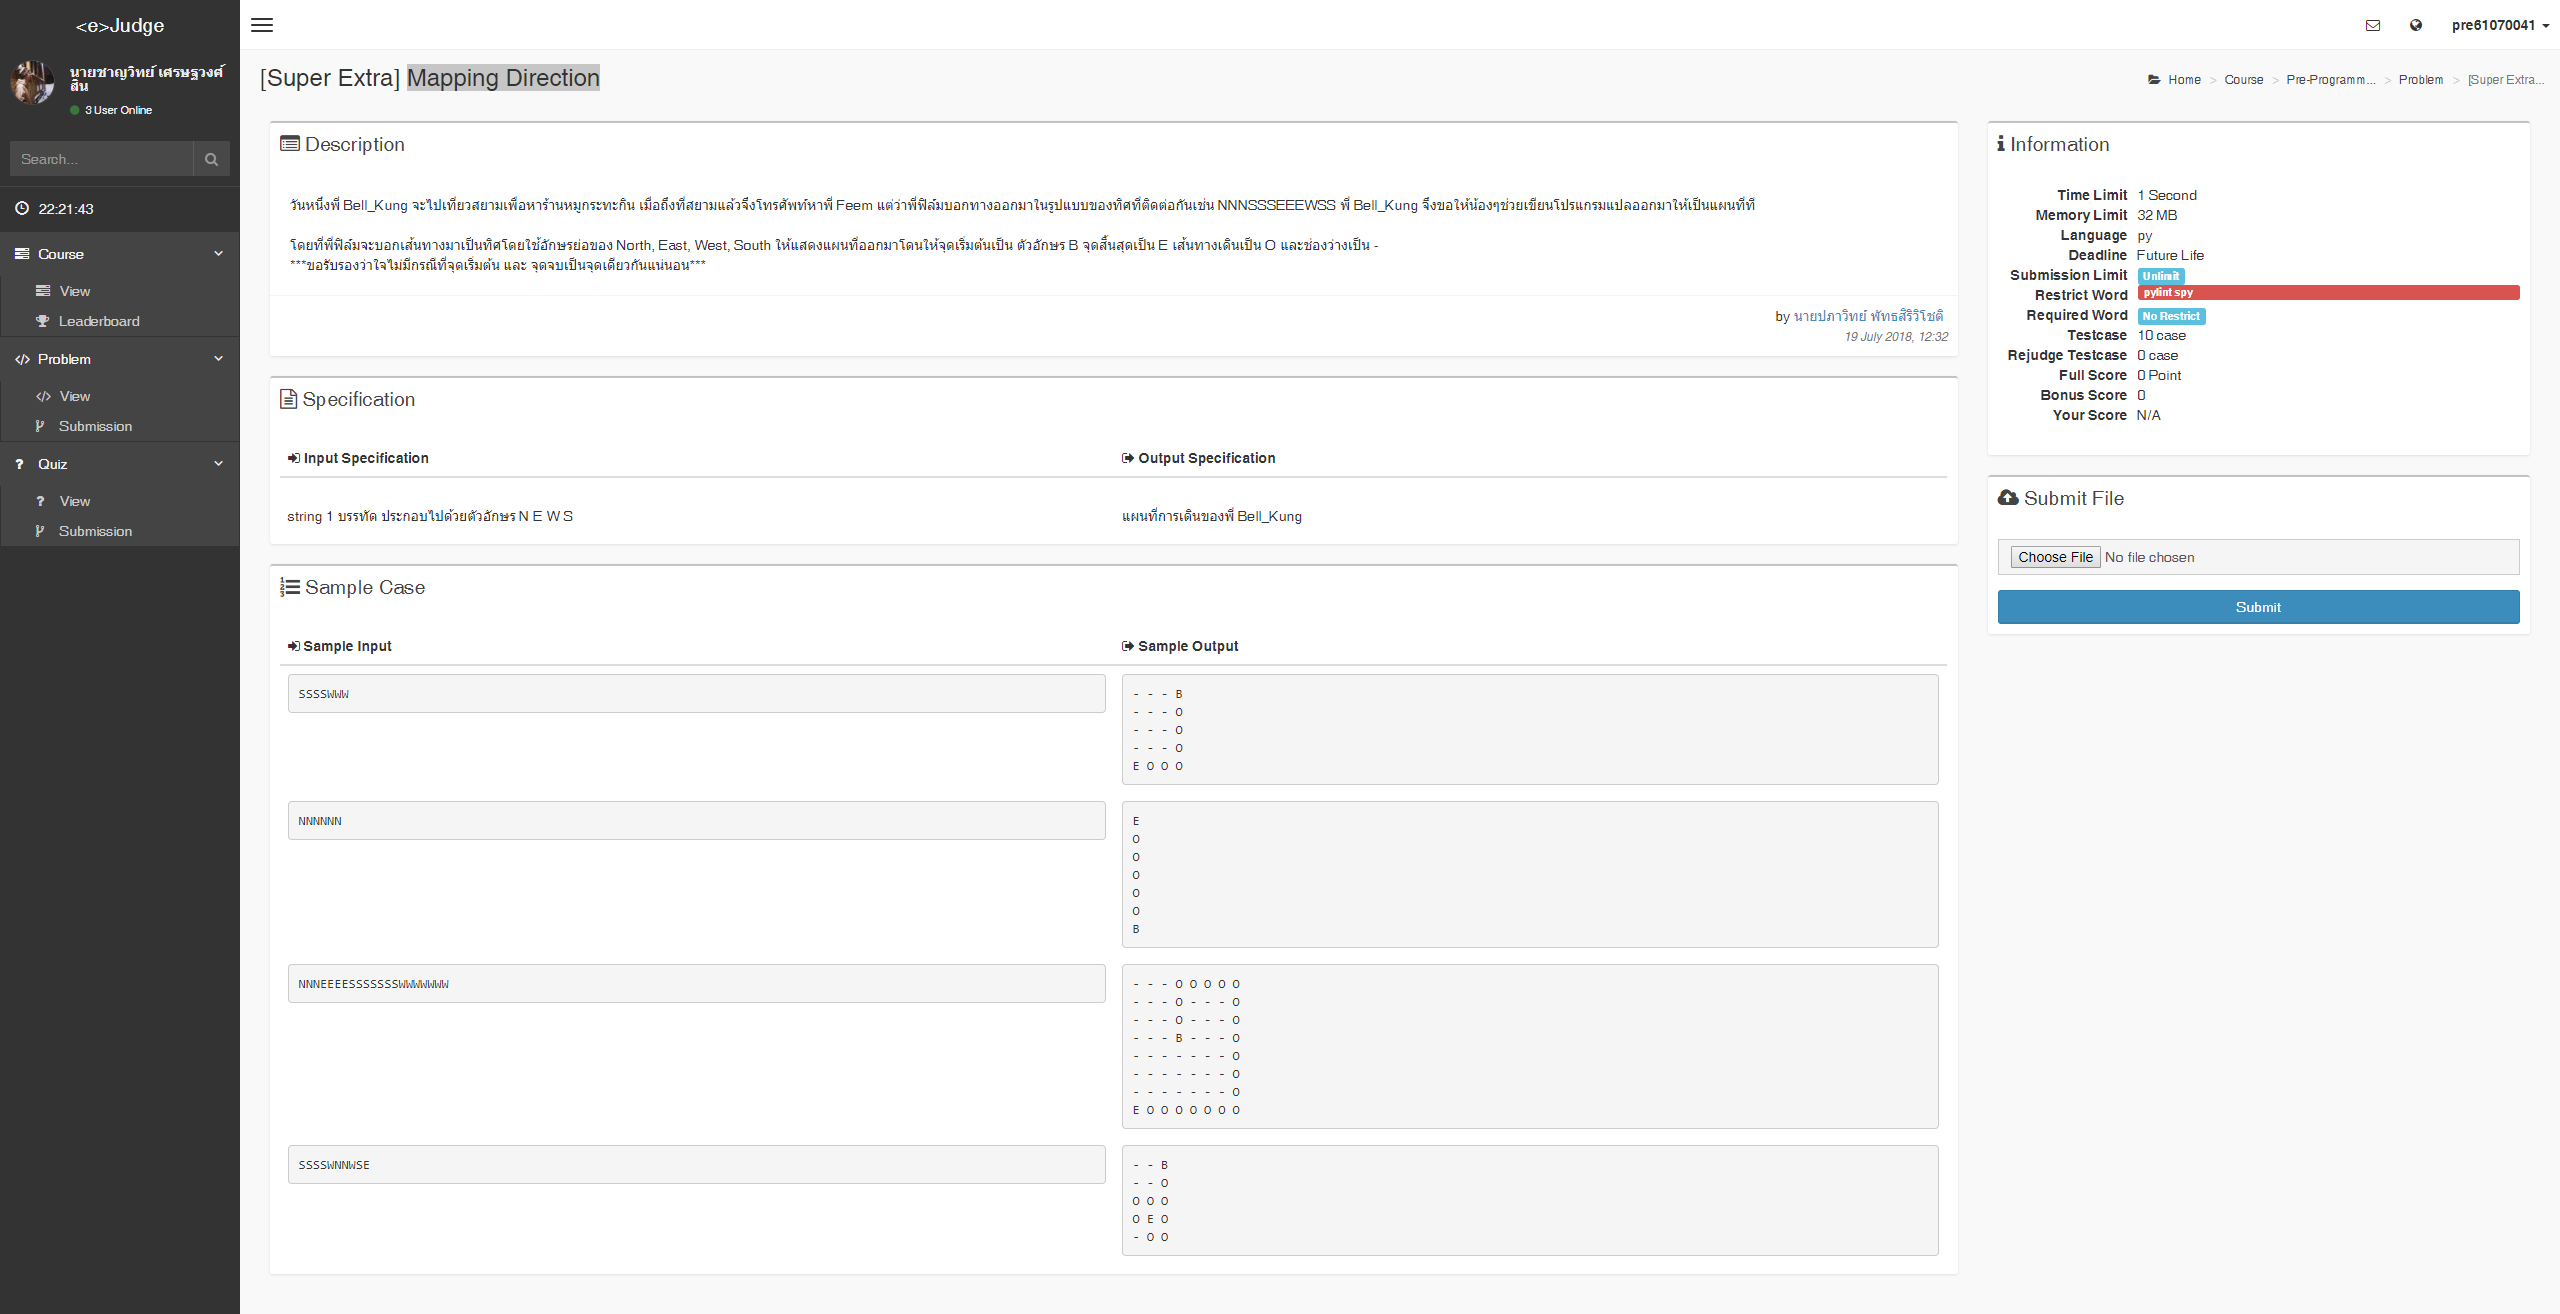 <e>Judge
นายชาญวิทย์ เศรษฐวงศ์
สิน
3 User Online
Search...
22:21:43
Course
View
Leaderboard
Problem
View
Submission
Quiz
View
Submission
pre61070041
[Super Extra] Mapping Direction
Home > Course > Pre-Programm... > Problem > [Super Extra...
Description
วันหนึ่งพี่ Bell_Kung จะไปเที่ยวสยามเพื่อหาร้านหมูกระทะกิน เมื่อถึงที่สยามแล้วจึงโทรศัพท์หาพี่ Feem แต่ว่าพี่ฟิล์มบอกทางออกมาในรูปแบบของทิศที่ติดต่อกันเช่น NNNSSSEEEWSS พี่ Bell_Kung จึงขอให้น้องๆช่วยเขียนโปรแกรมแปลออกมาให้เป็นแผนที่ที
โดยที่พี่ฟิล์มจะบอกเส้นทางมาเป็นทิศโดยใช้อักษรย่อของ North, East, West, South ให้แสดงแผนที่ออกมาโดนให้จุดเริ่มต้นเป็น ตัวอักษร B จุดสิ้นสุดเป็น E เส้นทางเดินเป็น O และช่องว่างเป็น -
***ขอรับรองว่าใจไม่มีกรณีที่จุดเริ่มต้น และ จุดจบเป็นจุดเดียวกันแน่นอน***
by นายปภาวิทย์ พัทธสิริวิโชติ
19 July 2018, 12:32
Specification
Input Specification
Output Specification
string 1 บรรทัด ประกอบไปด้วยตัวอักษร N E W S
แผนที่การเดินของพี่ Bell_Kung
Sample Case
Sample Input
Sample Output
SSSSWWW
- - - B
- - - O
- - - O
- - - O
E O O O
NNNNNN
E
O
O
O
O
O
B
NNNEEEESSSSSSSWWWWWWW
- - - O O O O O
- - - O - - - O
- - - O - - - O
- - - B - - - O
- - - - - - - O
- - - - - - - O
- - - - - - - O
E O O O O O O O
SSSSWNNWSE
- - B
- - O
O O O
O E O
- O O
Information
Time Limit 1 Second
Memory Limit 32 MB
Language py
Deadline Future Life
Submission Limit Unlimit
Restrict Word pylint spy
Required Word No Restrict
Testcase 10 case
Rejudge Testcase 0 case
Full Score 0 Point
Bonus Score 0
Your Score N/A
Submit File
Choose File No file chosen
Submit